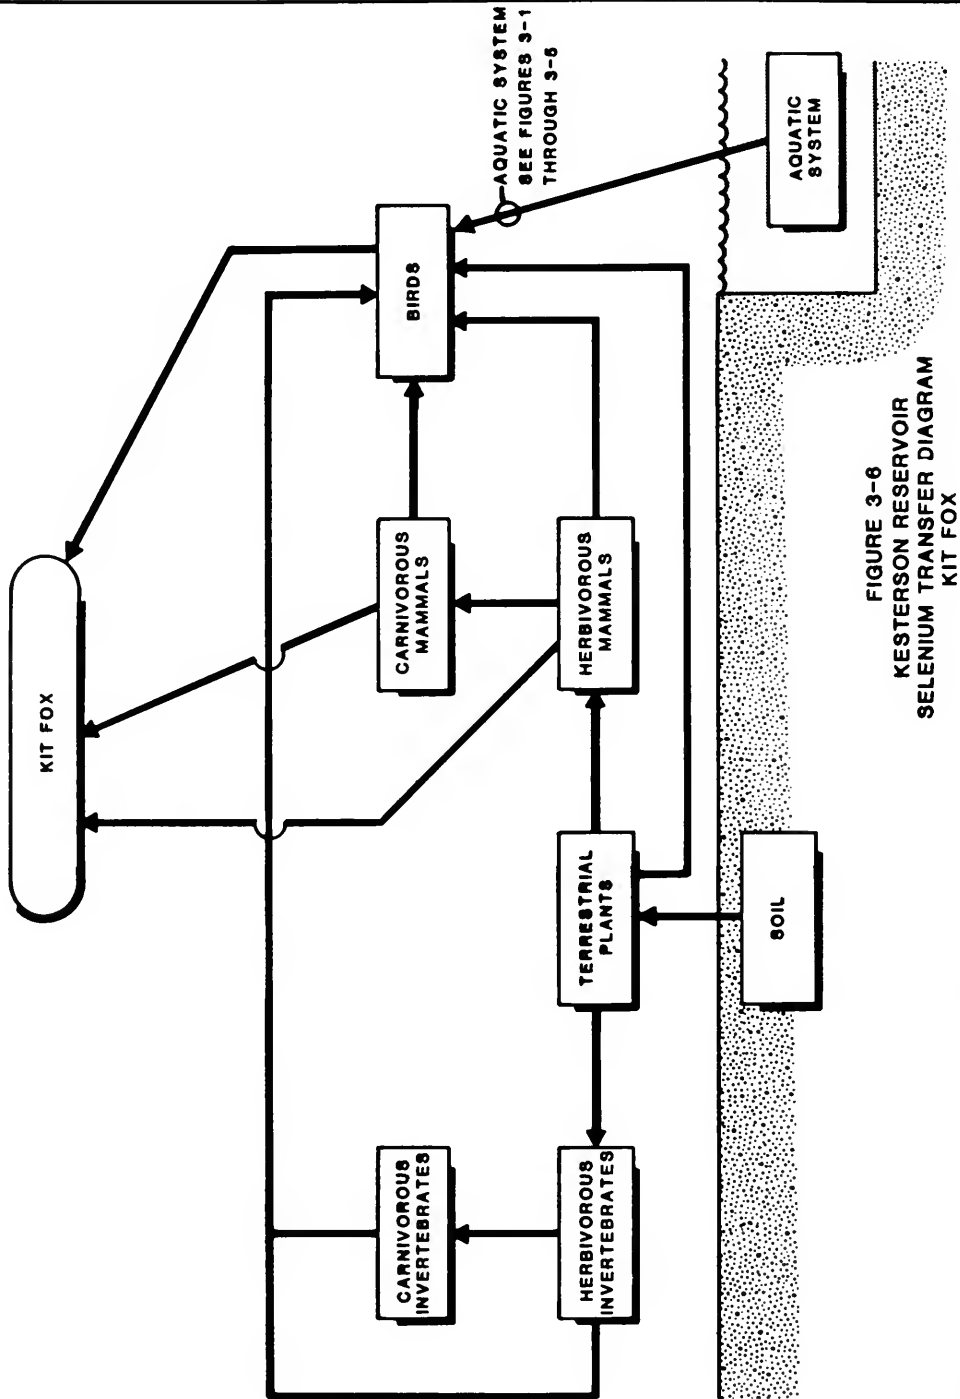 KIT FOX
CARNIVOROUS
INVERTEBRATES
CARNIVOROUS
MAMMALS
BIRDS
AQUATIC SYSTEM
SEE FIGURES 3-1
THROUGH 3-5
HERBIVOROUS
INVERTEBRATES
TERRESTRIAL
PLANTS
HERBIVOROUS
MAMMALS
SOIL
AQUATIC
SYSTEM
FIGURE 3-6
KESTERSON RESERVOIR
SELENIUM TRANSFER DIAGRAM
KIT FOX